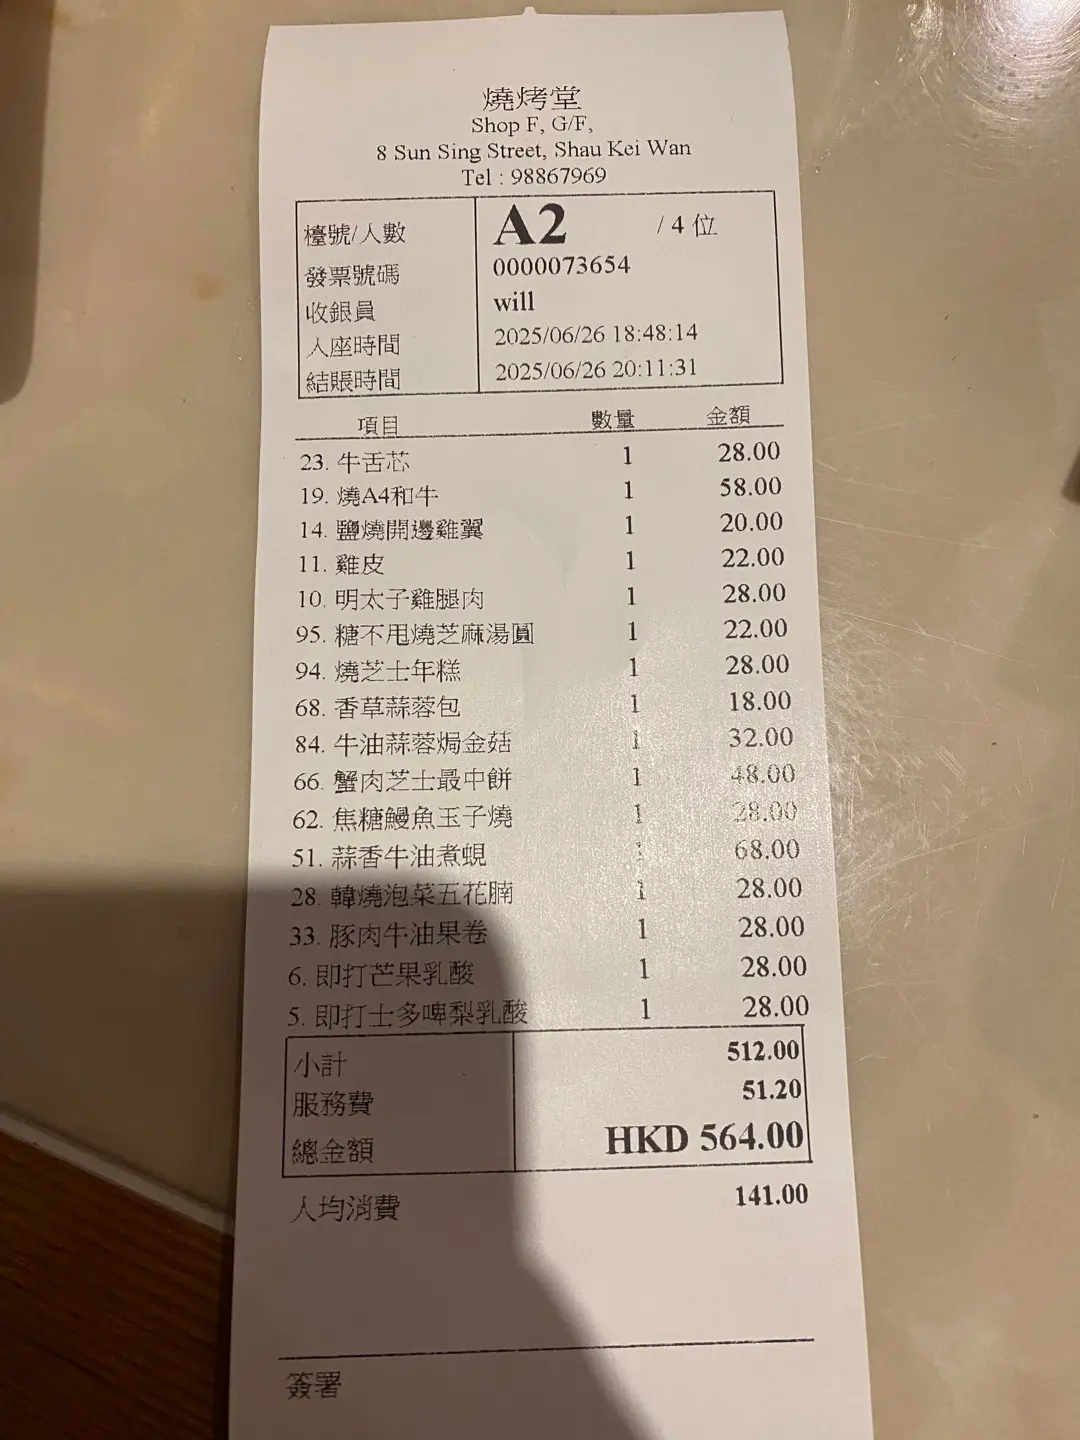 燒烤堂
Shop F, G/F,
8 Sun Sing Street, Shau Kei Wan
Tel : 98867969
檯號/人數 A2 / 4 位
發票號碼 0000073654
收銀員 will
入座時間 2025/06/26 18:48:14
結賬時間 2025/06/26 20:11:31
項目 數量 金額
23. 牛舌芯 1 28.00
19. 燒A4和牛 1 58.00
14. 鹽燒開邊雞翼 1 20.00
11. 雞皮 1 22.00
10. 明太子雞腿肉 1 28.00
95. 糖不甩燒芝麻湯圓 1 22.00
94. 燒芝士年糕 1 28.00
68. 香草蒜蓉包 1 18.00
84. 牛油蒜蓉焗金菇 1 32.00
66. 蟹肉芝士最中餅 1 48.00
62. 焦糖鰻魚玉子燒 1 28.00
51. 蒜香牛油煮蜆 1 68.00
28. 韓燒泡菜五花腩 1 28.00
33. 豚肉牛油果卷 1 28.00
6. 即打芒果乳酸 1 28.00
5. 即打士多啤梨乳酸 1 28.00
小計 512.00
服務費 51.20
總金額 HKD 564.00
人均消費 141.00
簽署